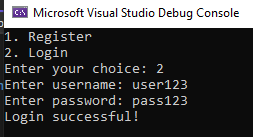 Microsoft Visual Studio Debug Console
1. Register
2. Login
Enter your choice: 2
Enter username: user123
Enter password: pass123
Login successful!